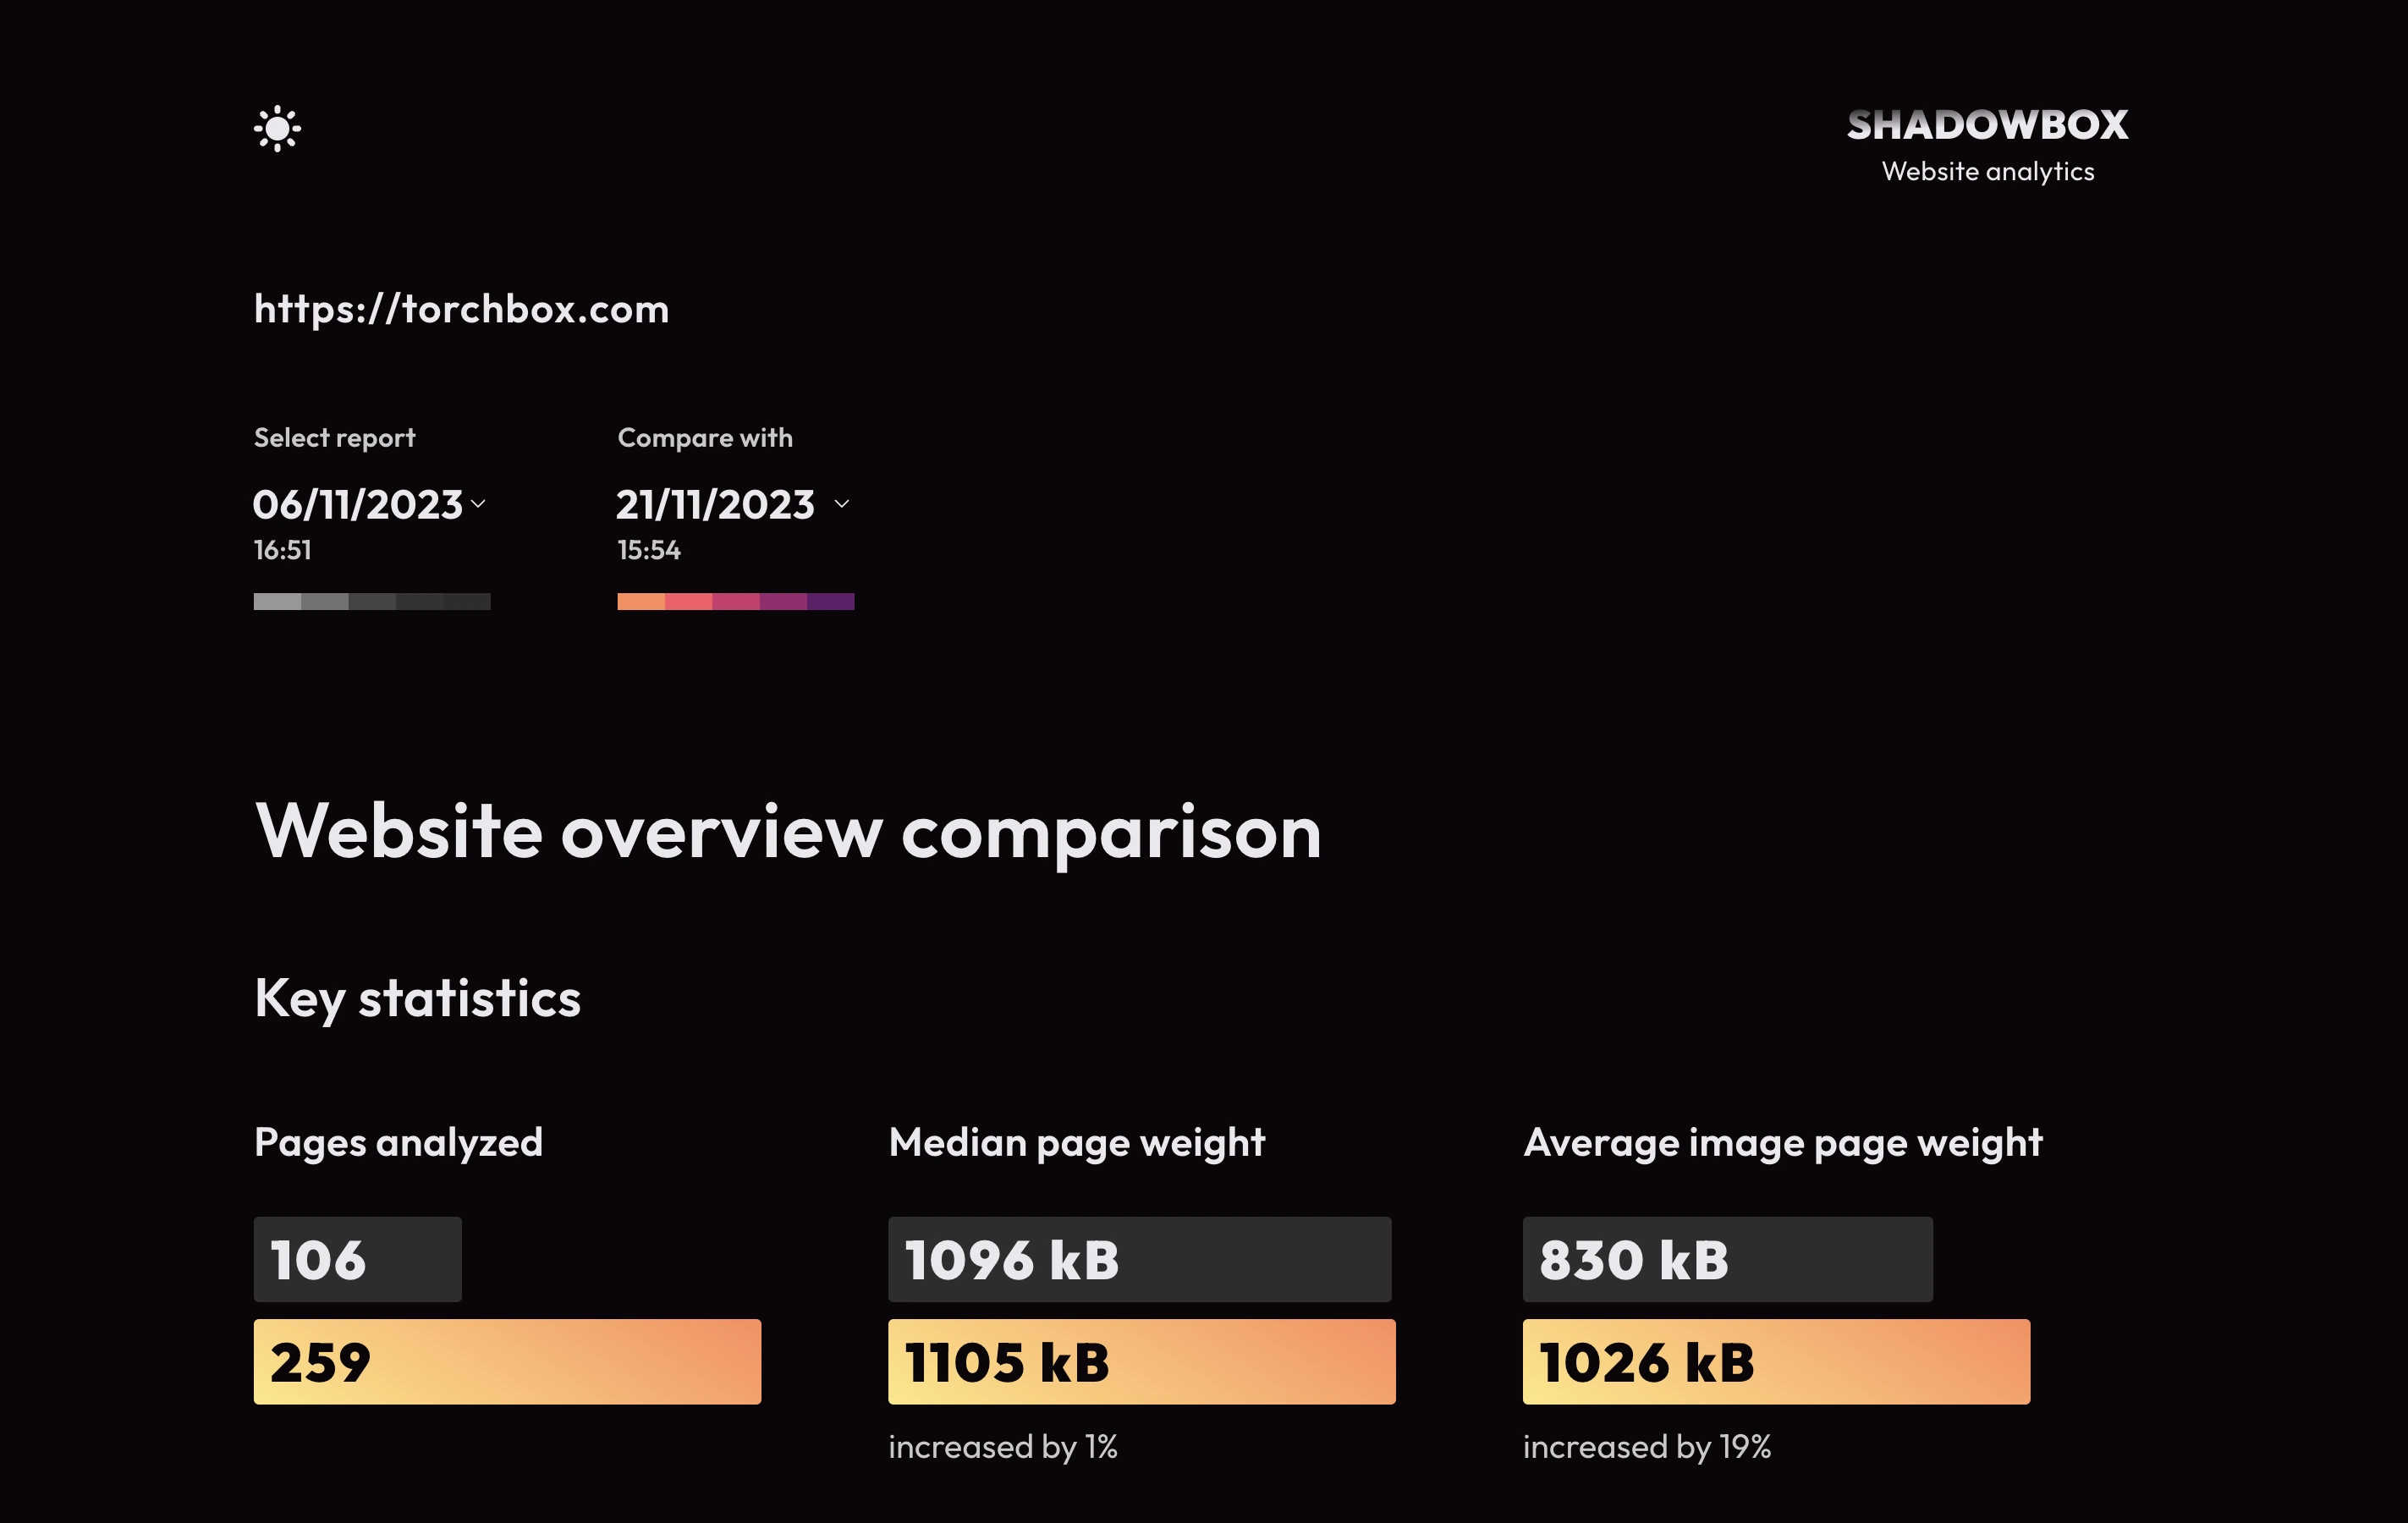 SHADOWBOX
Website analytics
https://torchbox.com
Select report
Compare with
06/11/2023
21/11/2023
16:51
15:54
Website overview comparison
Key statistics
Pages analyzed
Median page weight
Average image page weight
106
1096 kB
830 kB
259
1105 kB
1026 kB
increased by 1%
increased by 19%